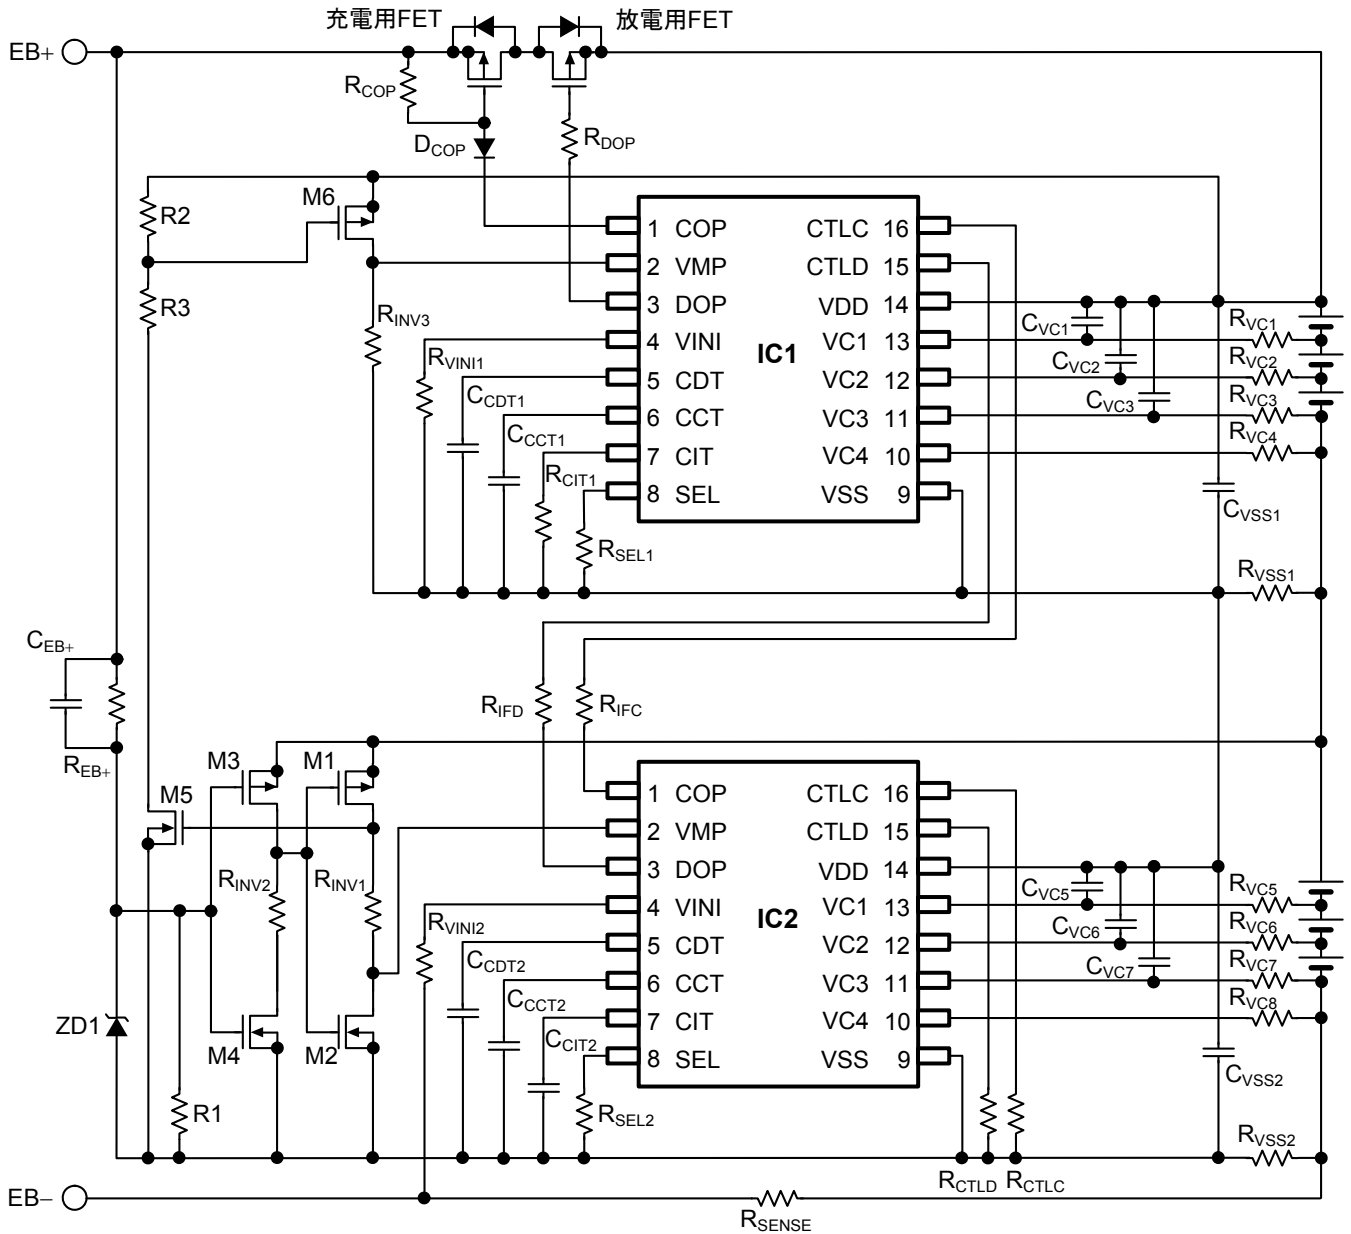 充電用FET
放電用FET
EB+
RCOP
DCOP
RDOP
M6
R2
R3
RINV3
RVINI1
CCDT1
CCCT1
RCIT1
RSEL1
IC1
1 COP
2 VMP
3 DOP
4 VINI
5 CDT
6 CCT
7 CIT
8 SEL
CTLC 16
CTLD 15
VDD 14
VC1 13
VC2 12
VC3 11
VC4 10
VSS 9
CVC1
CVC2
CVC3
RVC1
RVC2
RVC3
RVC4
CVSS1
RVSS1
CEB+
REB+
RIFD
RIFC
M3
M1
M5
RINV2
RINV1
RVINI2
CCDT2
CCCT2
CCIT2
RSEL2
ZD1
M4
M2
R1
IC2
1 COP
2 VMP
3 DOP
4 VINI
5 CDT
6 CCT
7 CIT
8 SEL
CTLC 16
CTLD 15
VDD 14
VC1 13
VC2 12
VC3 11
VC4 10
VSS 9
CVC5
CVC6
CVC7
RVC5
RVC6
RVC7
RVC8
CVSS2
RVSS2
RCTLD
RCTLC
EB−
RSENSE